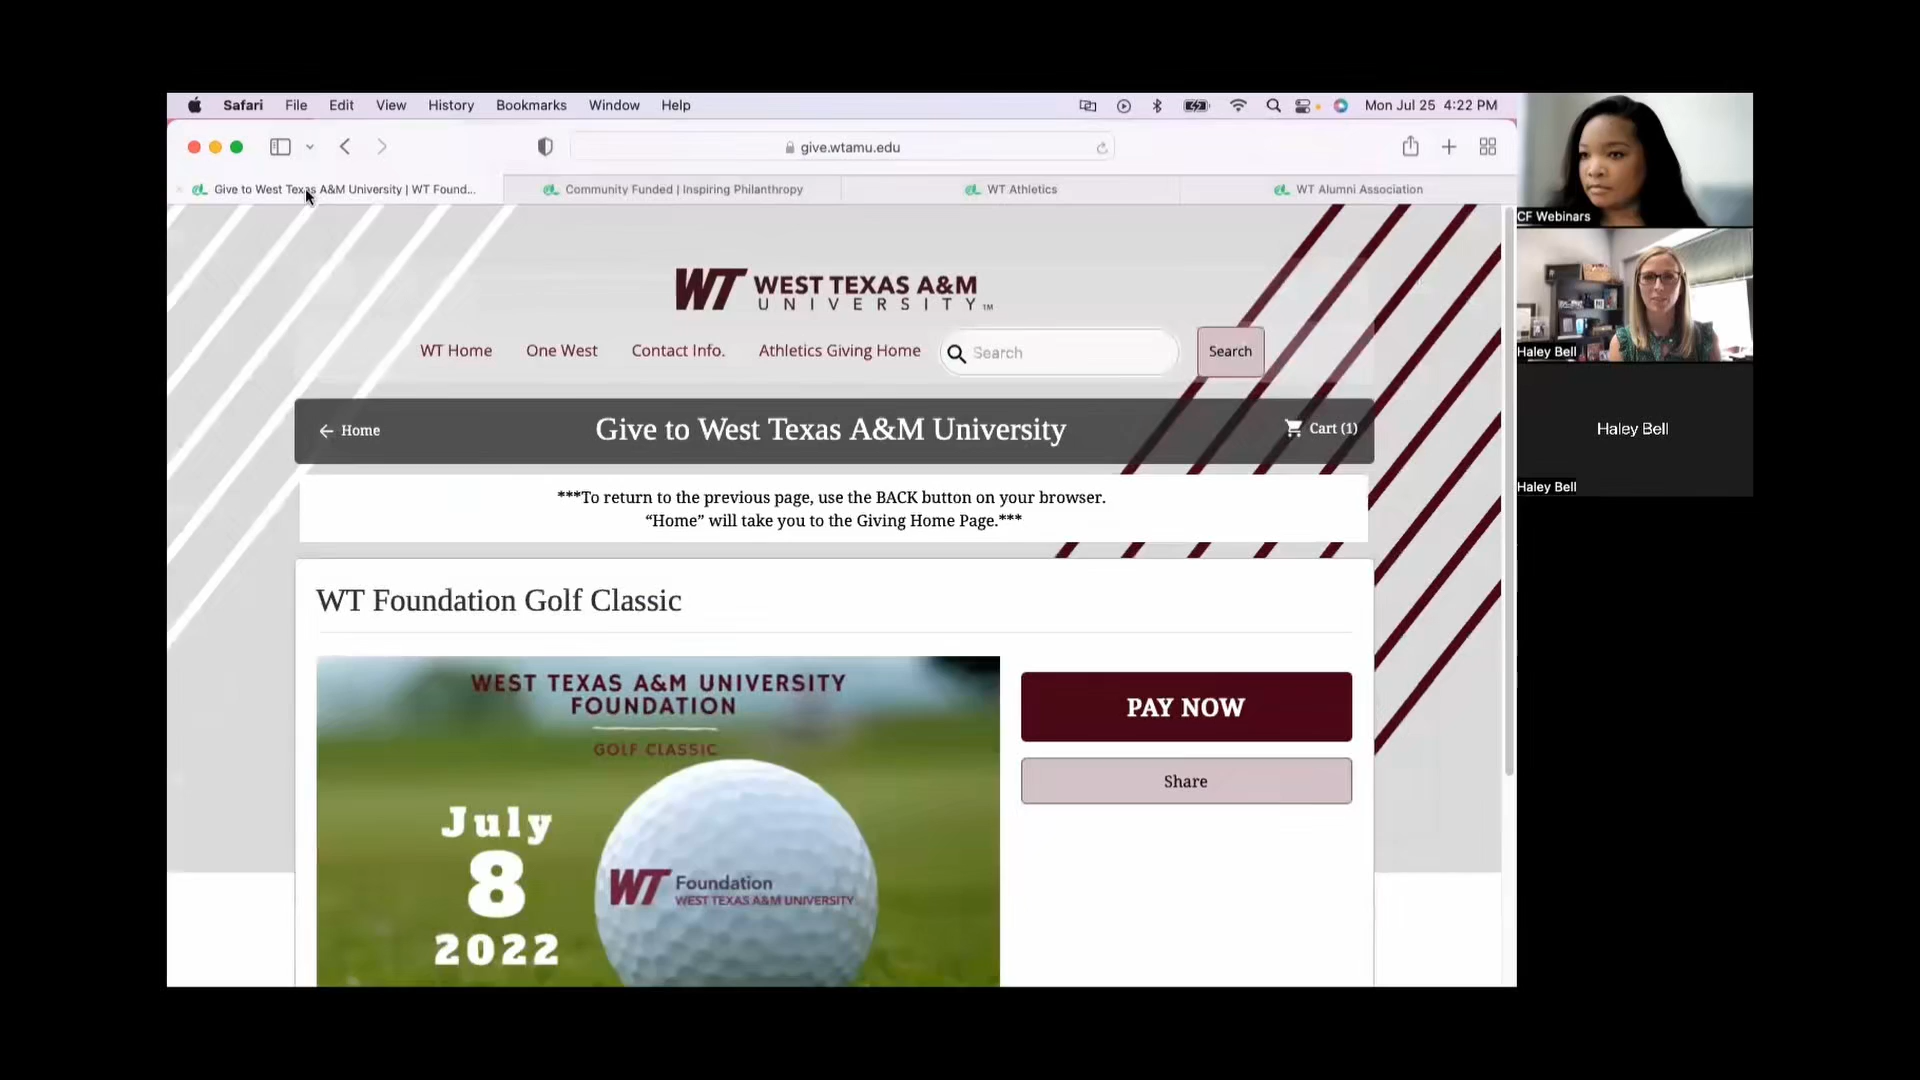 Safari File Edit View History Bookmarks Window Help Mon Jul 25 4:22 PM
give.wtamu.edu
Give to West Texas A&M University | WT Found... Community Funded | Inspiring Philanthropy WT Athletics WT Alumni Association
WT WEST TEXAS A&M
UNIVERSITY™
WT Home One West Contact Info. Athletics Giving Home Search Search
Home Give to West Texas A&M University Cart (1)
***To return to the previous page, use the BACK button on your browser.
“Home” will take you to the Giving Home Page.***
WT Foundation Golf Classic
WEST TEXAS A&M UNIVERSITY
FOUNDATION
GOLF CLASSIC
July
8
2022
WT Foundation
WEST TEXAS A&M UNIVERSITY
PAY NOW
Share
CF Webinars
Haley Bell
Haley Bell
Haley Bell